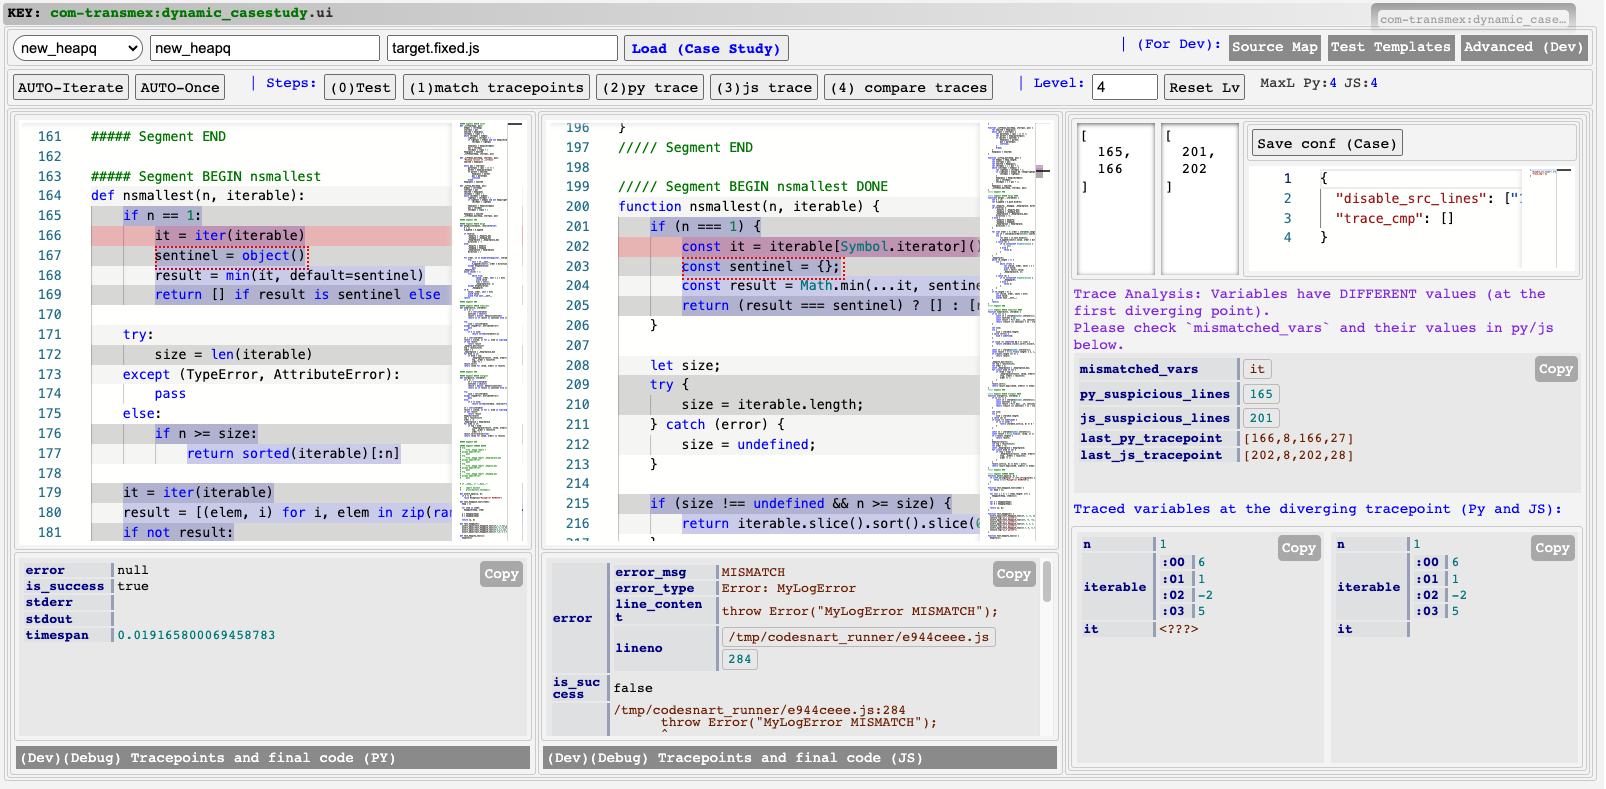 KEY: com-transmex:dynamic_casestudy.ui
com-transmex:dynamic_case…
new_heapq new_heapq target.fixed.js Load (Case Study) | (For Dev): Source Map Test Templates Advanced (Dev)
AUTO-Iterate AUTO-Once | Steps: (0)Test (1)match tracepoints (2)py trace (3)js trace (4) compare traces | Level: 4 Reset Lv MaxL Py:4 JS:4
161 ##### Segment END
162
163 ##### Segment BEGIN nsmallest
164 def nsmallest(n, iterable):
165 if n == 1:
166 it = iter(iterable)
167 sentinel = object()
168 result = min(it, default=sentinel)
169 return [] if result is sentinel else
170
171 try:
172 size = len(iterable)
173 except (TypeError, AttributeError):
174 pass
175 else:
176 if n >= size:
177 return sorted(iterable)[:n]
178
179 it = iter(iterable)
180 result = [(elem, i) for i, elem in zip(ran
181 if not result:
196 }
197 ///// Segment END
198
199 ///// Segment BEGIN nsmallest DONE
200 function nsmallest(n, iterable) {
201 if (n === 1) {
202 const it = iterable[Symbol.iterator]()
203 const sentinel = {};
204 const result = Math.min(...it, sentine
205 return (result === sentinel) ? [] : [r
206 }
207
208 let size;
209 try {
210 size = iterable.length;
211 } catch (error) {
212 size = undefined;
213 }
214
215 if (size !== undefined && n >= size) {
216 return iterable.slice().sort().slice(0
217 }
[
165,
166
]
[
201,
202
]
Save conf (Case)
1 {
2 "disable_src_lines": ["1
3 "trace_cmp": []
4 }
Trace Analysis: Variables have DIFFERENT values (at the
first diverging point).
Please check `mismatched_vars` and their values in py/js
below.
Copy
mismatched_vars it
py_suspicious_lines 165
js_suspicious_lines 201
last_py_tracepoint [166,8,166,27]
last_js_tracepoint [202,8,202,28]
Traced variables at the diverging tracepoint (Py and JS):
Copy
n 1
iterable
:00 6
:01 1
:02 -2
:03 5
it <???>
Copy
n 1
iterable
:00 6
:01 1
:02 -2
:03 5
it
Copy
error null
is_success true
stderr
stdout
timespan 0.019165800069458783
(Dev)(Debug) Tracepoints and final code (PY)
Copy
error
error_msg MISMATCH
error_type Error: MyLogError
line_conten
t
throw Error("MyLogError MISMATCH");
lineno
/tmp/codesnart_runner/e944ceee.js
284
is_suc
cess
false
/tmp/codesnart_runner/e944ceee.js:284
throw Error("MyLogError MISMATCH");
^
(Dev)(Debug) Tracepoints and final code (JS)